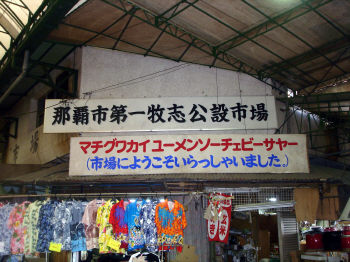 那覇市第一牧志公設市場
マチグヮカイ ユーメンソーチェービーサヤー
(市場にようこそいらっしゃいました。)